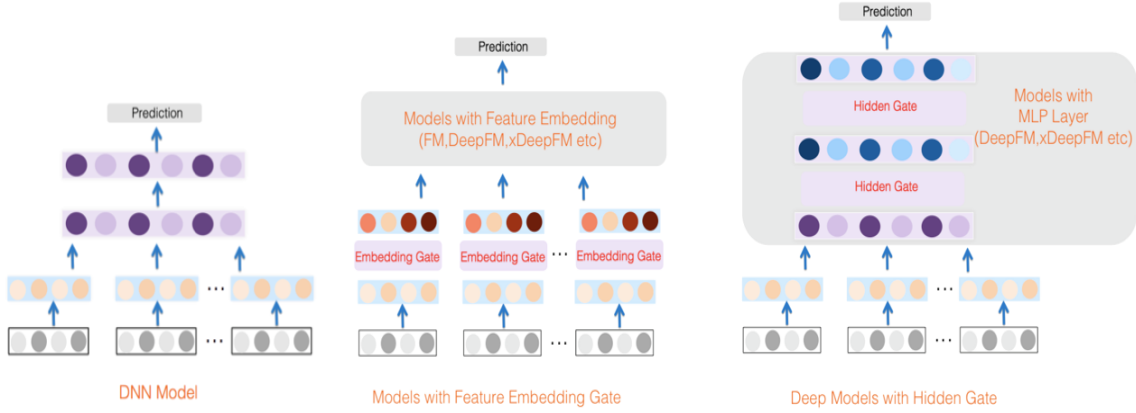 Prediction
DNN Model
Prediction
Models with Feature Embedding
(FM,DeepFM,xDeepFM etc)
Embedding Gate
Embedding Gate
...
Embedding Gate
...
...
Models with Feature Embedding Gate
Prediction
Hidden Gate
Models with
MLP Layer
(DeepFM,xDeepFM etc)
Hidden Gate
Deep Models with Hidden Gate